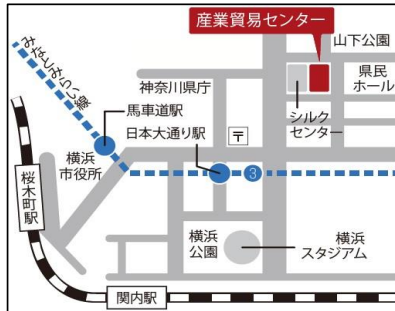 産業貿易センター
山下公園
みなとみらい線
神奈川県庁
県民
ホール
馬車道駅
シルク
センター
日本大通り駅
〒
横浜
市役所
3
桜木町駅
横浜
公園
横浜
スタジアム
関内駅